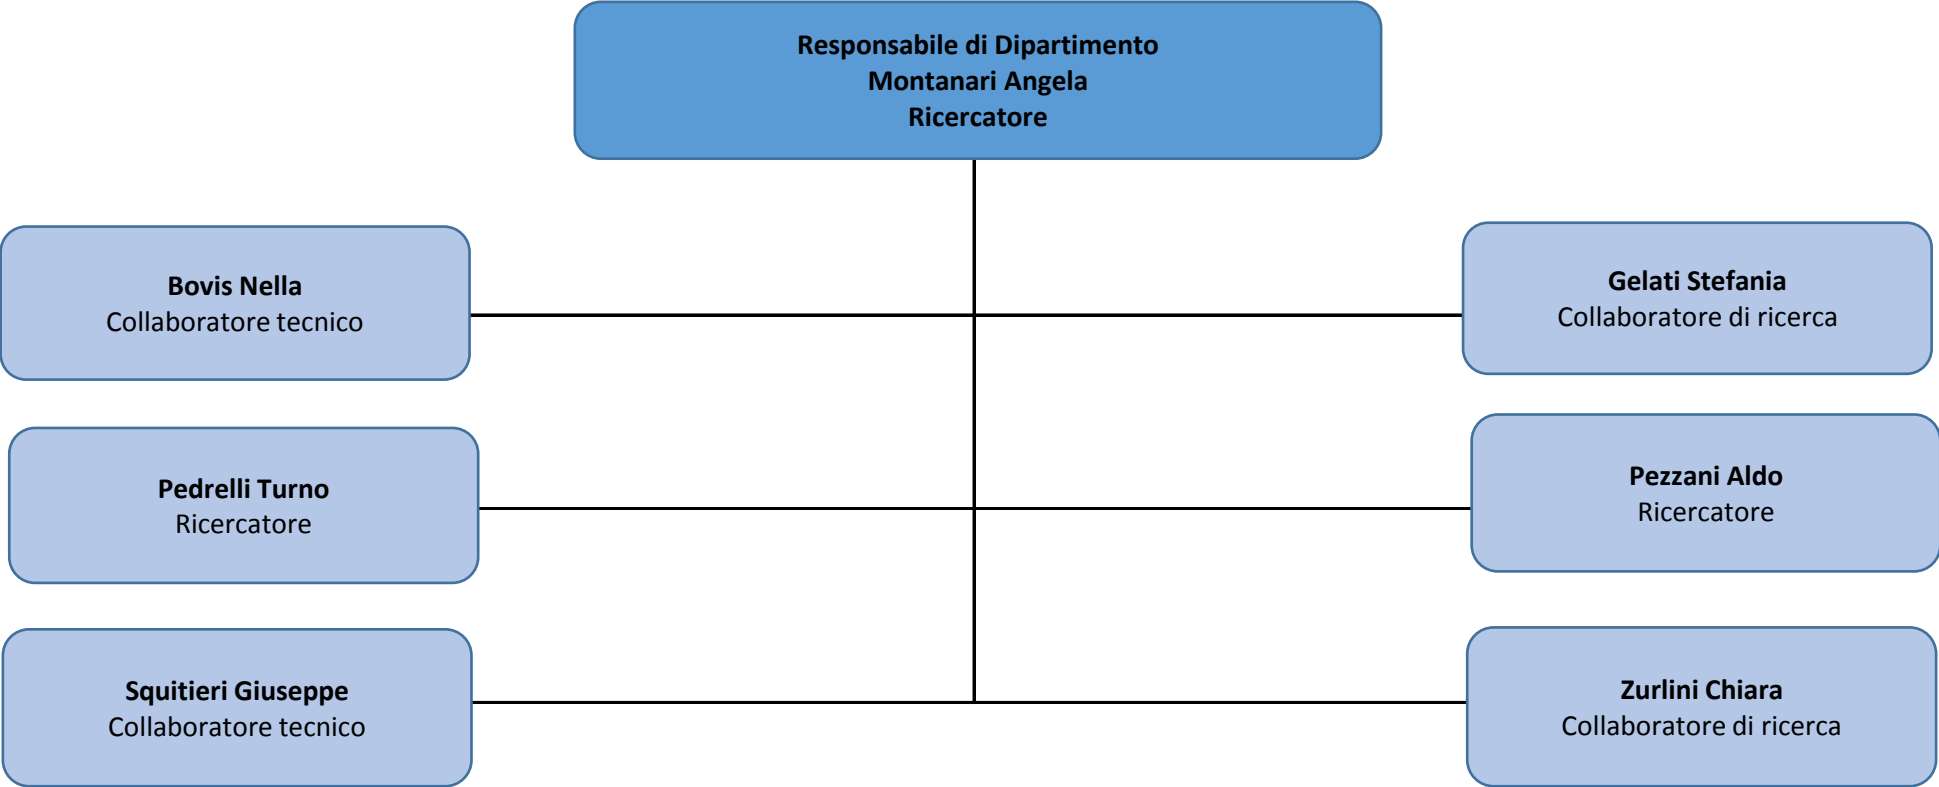 Responsabile di Dipartimento
Montanari Angela
Ricercatore
Bovis Nella
Collaboratore tecnico
Gelati Stefania
Collaboratore di ricerca
Pedrelli Turno
Ricercatore
Pezzani Aldo
Ricercatore
Squitieri Giuseppe
Collaboratore tecnico
Zurlini Chiara
Collaboratore di ricerca